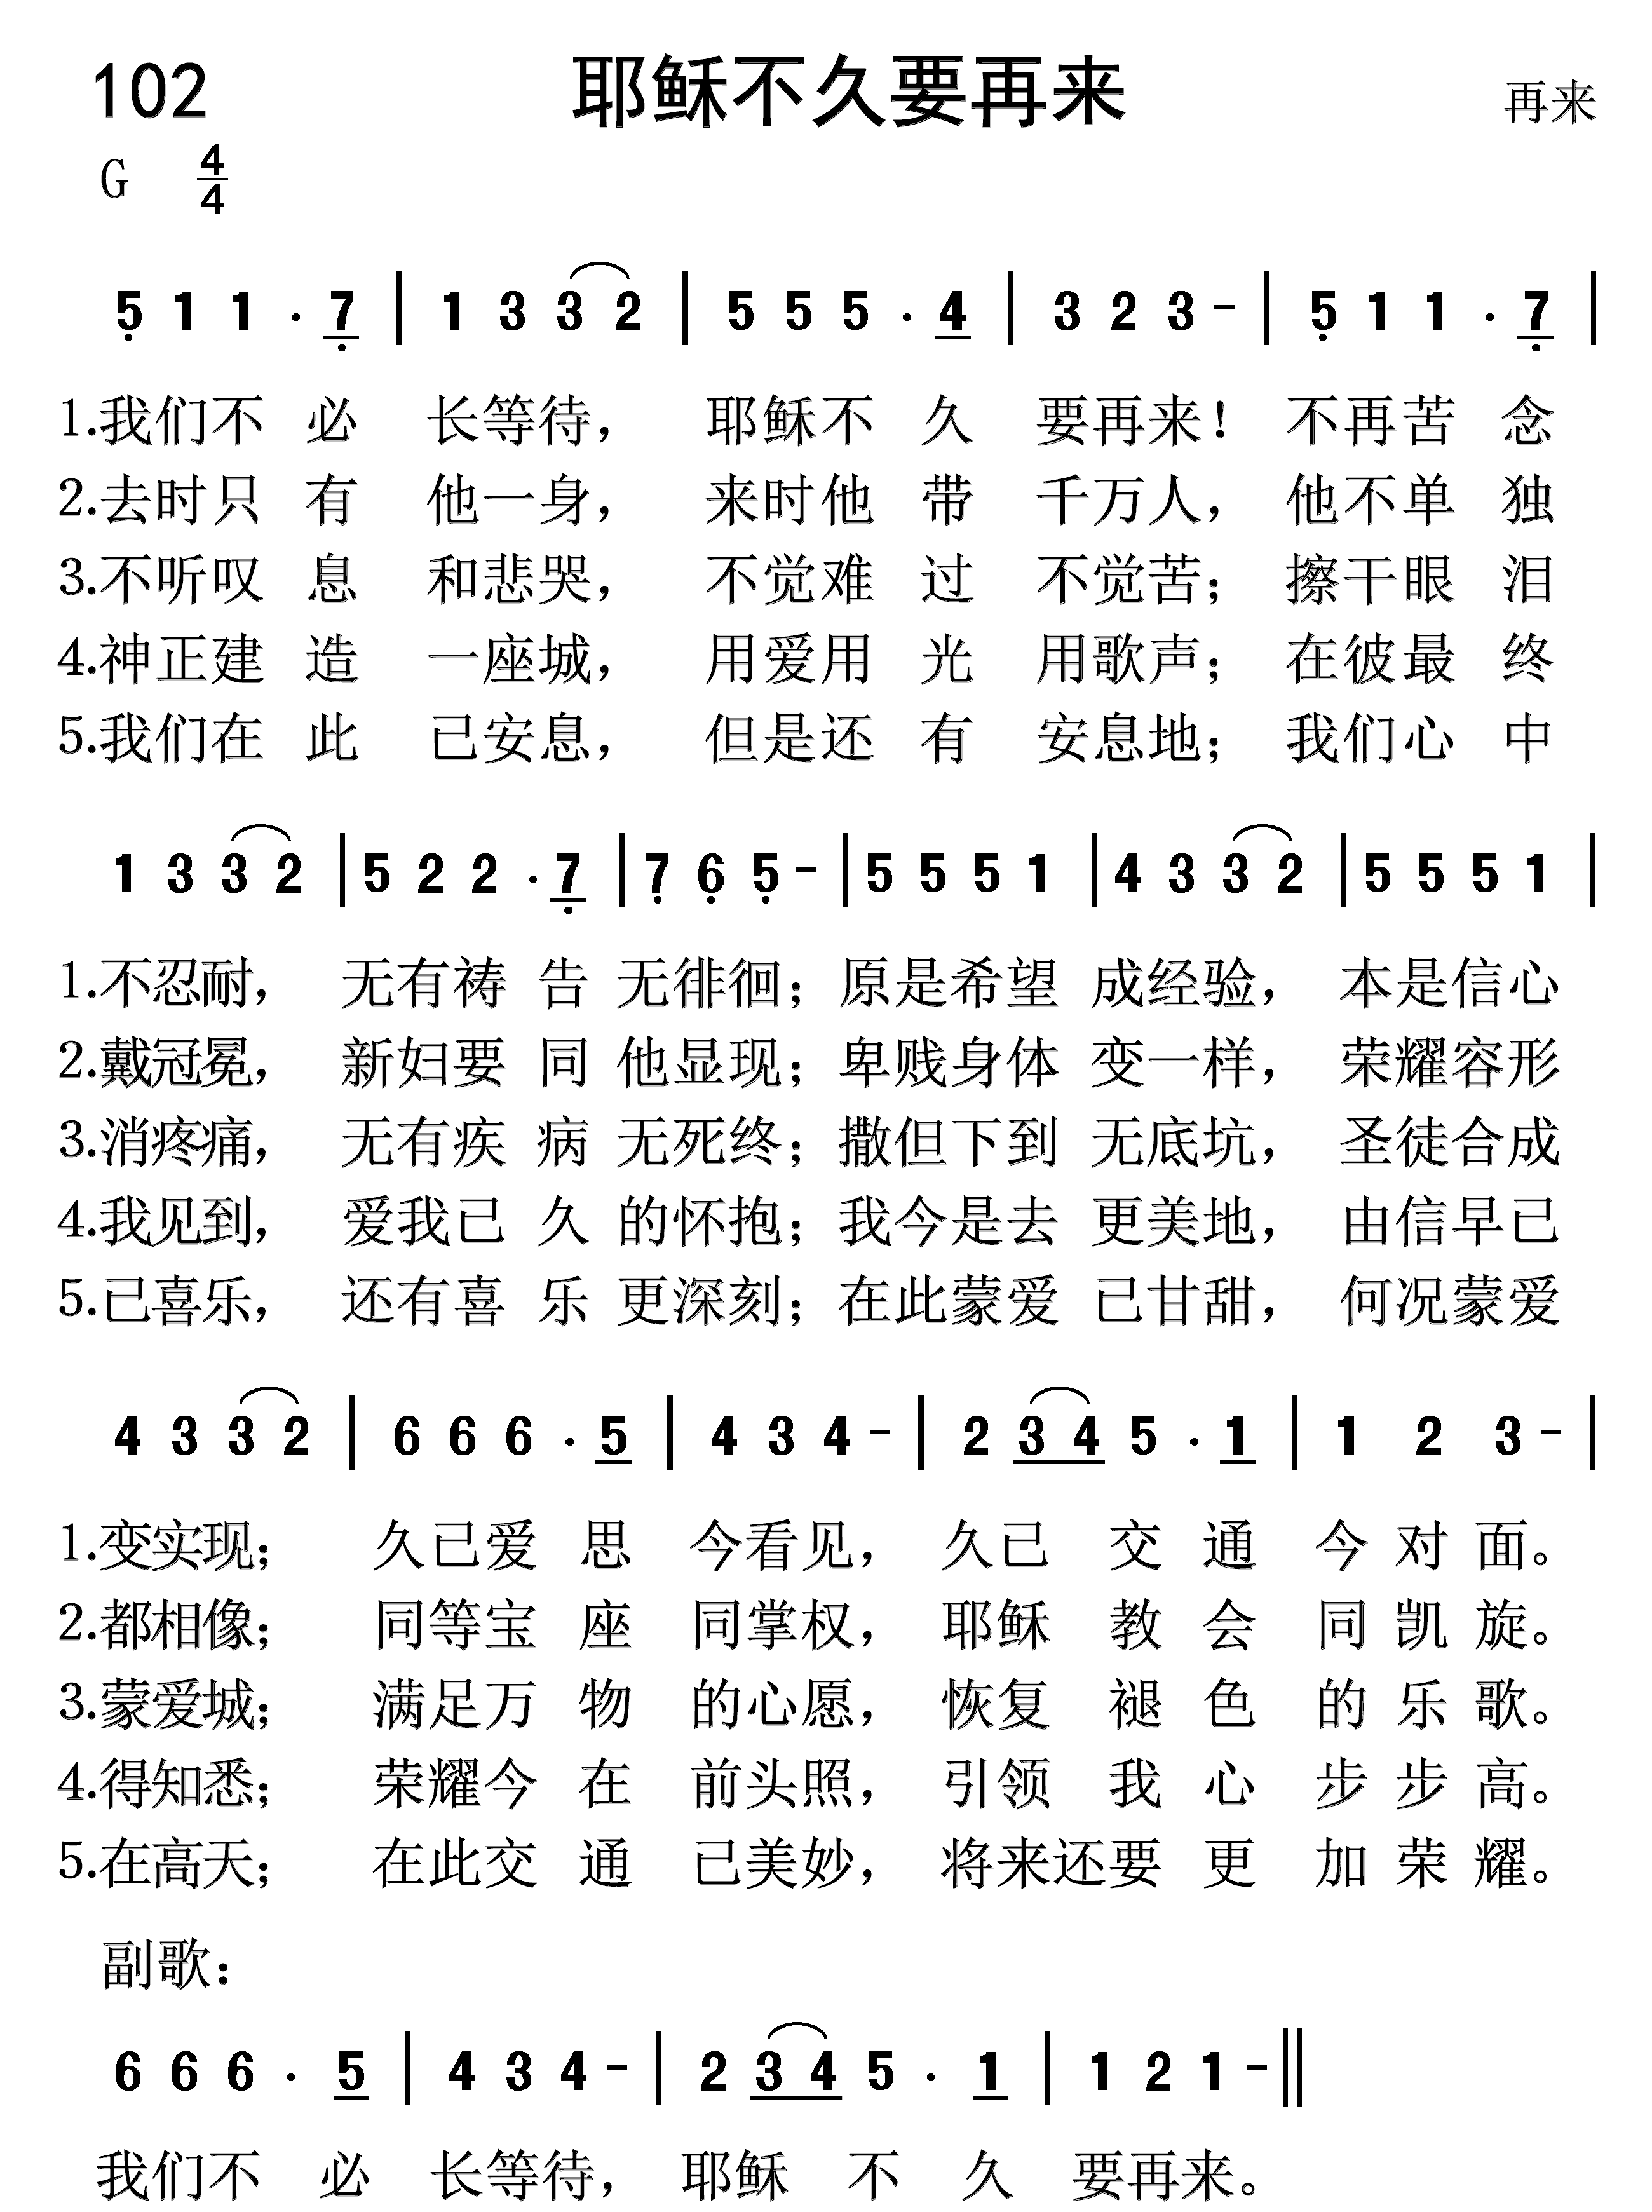 102 耶稣不久要再来 再来
G 4/4
5̣ 1 1 . 7̣ | 1 3 3 2 | 5 5 5 . 4 | 3 2 3 - | 5̣ 1 1 . 7̣ |
1.我们不 必 长等待， 耶稣不 久 要再来！ 不再苦 念
2.去时只 有 他一身， 来时他 带 千万人， 他不单 独
3.不听叹 息 和悲哭， 不觉难 过 不觉苦； 擦干眼 泪
4.神正建 造 一座城， 用爱用 光 用歌声； 在彼最 终
5.我们在 此 已安息， 但是还 有 安息地； 我们心 中
1 3 3 2 | 5 2 2 . 7̣ | 7̣ 6̣ 5̣ - | 5 5 5 1 | 4 3 3 2 | 5 5 5 1 |
1.不忍耐， 无有祷 告 无徘徊；原是希望 成经验， 本是信心
2.戴冠冕， 新妇要 同 他显现；卑贱身体 变一样， 荣耀容形
3.消疼痛， 无有疾 病 无死终；撒但下到 无底坑， 圣徒合成
4.我见到， 爱我已 久 的怀抱；我今是去 更美地， 由信早已
5.已喜乐， 还有喜 乐 更深刻；在此蒙爱 已甘甜， 何况蒙爱
4 3 3 2 | 6 6 6 . 5 | 4 3 4 - | 2 3 4 5 . 1 | 1 2 3 - |
1.变实现； 久已爱 思 今看见， 久已 交 通 今 对 面。
2.都相像； 同等宝 座 同掌权， 耶稣 教 会 同 凯 旋。
3.蒙爱城； 满足万 物 的心愿， 恢复 褪 色 的 乐 歌。
4.得知悉； 荣耀今 在 前头照， 引领 我 心 步 步 高。
5.在高天； 在此交 通 已美妙， 将来还要 更 加 荣 耀。
副歌：
6 6 6 . 5 | 4 3 4 - | 2 3 4 5 . 1 | 1 2 1 - ‖
我们不 必 长等待， 耶稣 不 久 要再来。